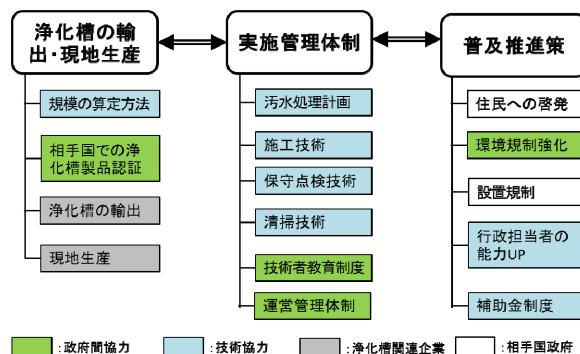 浄化槽の輸
出・現地生産
実施管理体制
普及推進策
規模の算定方法
相手国での浄
化槽製品認証
浄化槽の輸出
現地生産
汚水処理計画
施工技術
保守点検技術
清掃技術
技術者教育制度
運営管理体制
住民への啓発
環境規制強化
設置規制
行政担当者の
能力UP
補助金制度
:政府間協力
:技術協力
:浄化槽関連企業
:相手国政府